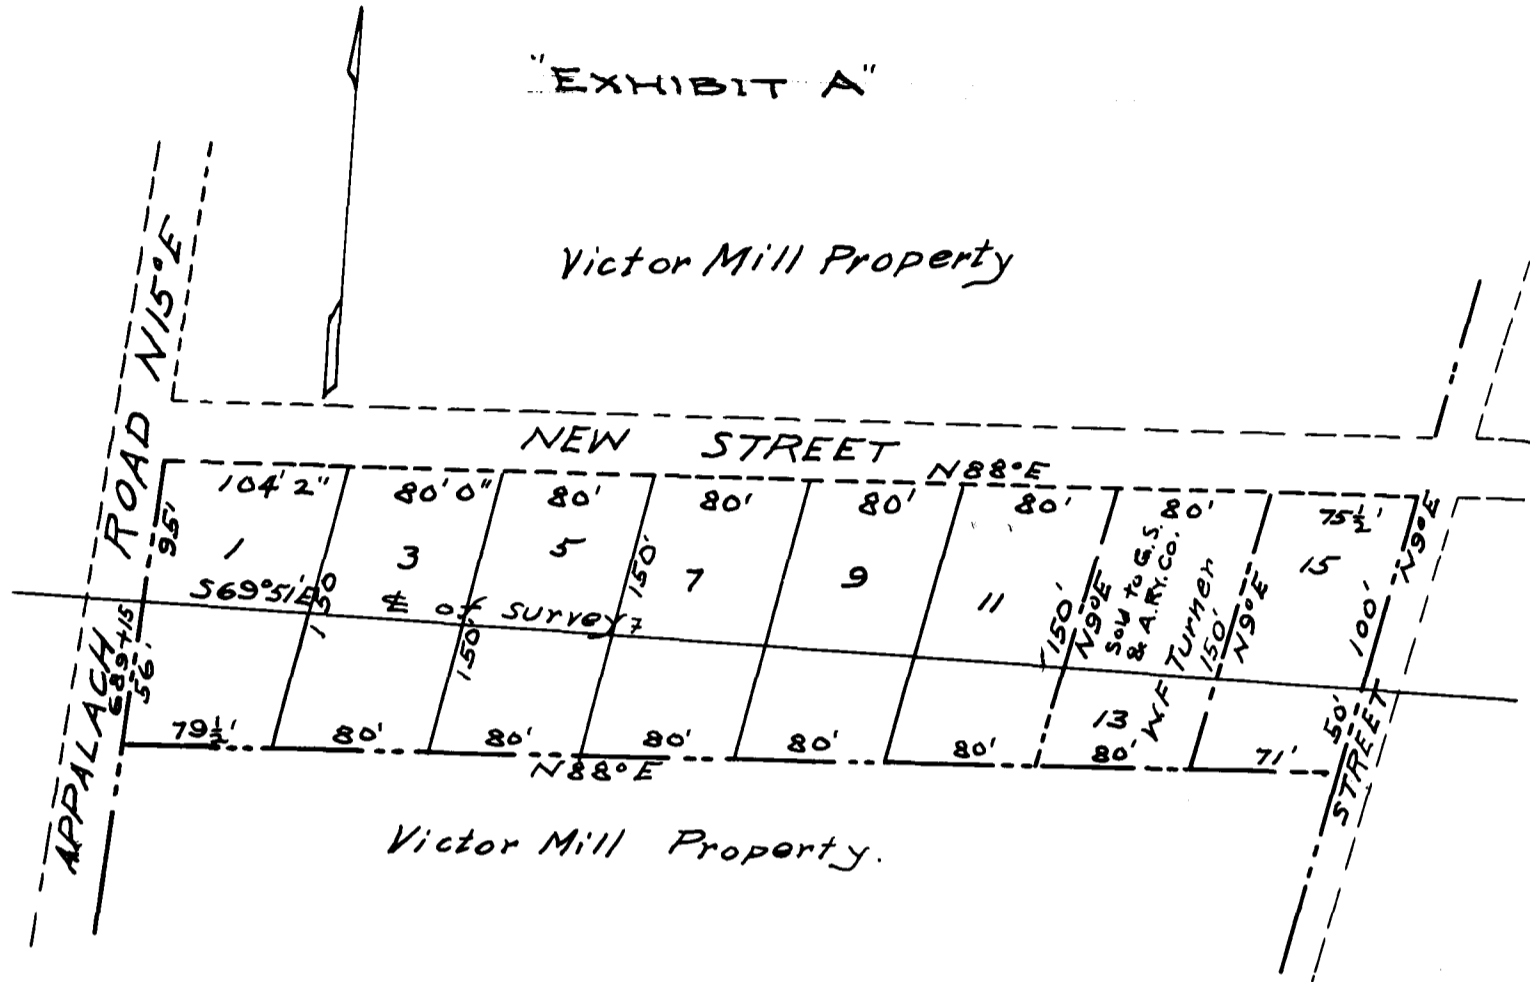 "EXHIBIT A"
Victor Mill Property
APPALACH ROAD N15°E
NEW STREET
N88°E
104' 2"
80' 0"
80'
80'
80'
80'
80'
75½'
95'
1
3
5
7
9
11
15
150'
150'
N9°E
Sold to G.S.
& A.RY.CO.
W.F Turner
150'
N9°E
100'
N9°E
S69°51'E
℄ of survey
150
150'
689+15
56'
13
50'
STREET
79½'
80'
80'
80'
80'
80'
80'
71'
N88°E
Victor Mill Property.